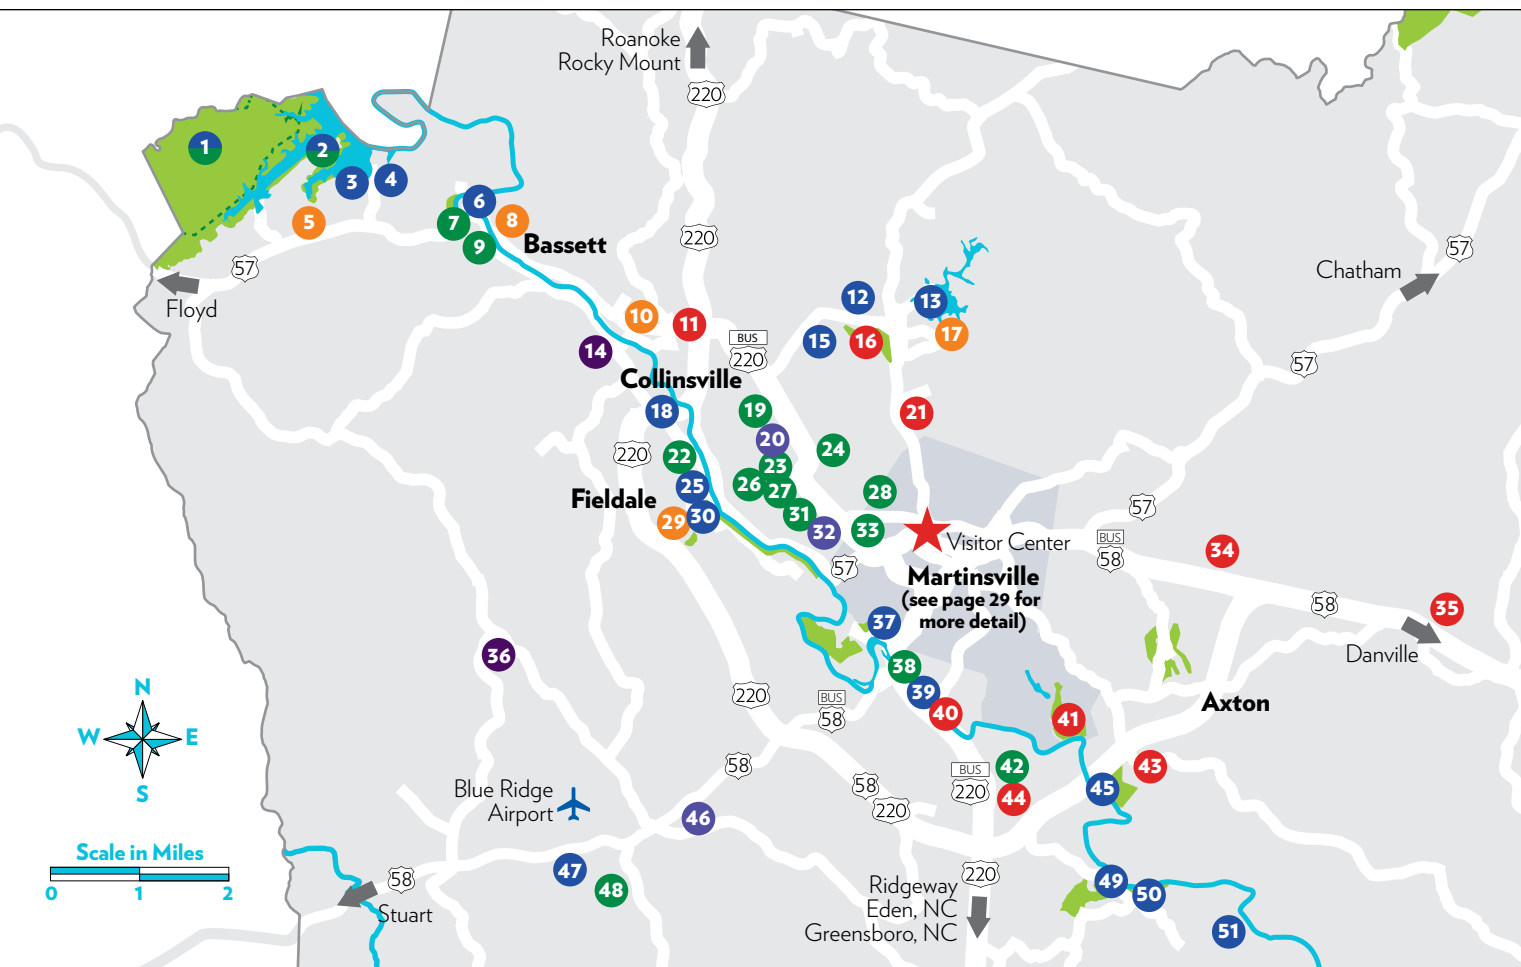 Roanoke
Rocky Mount
220
1
2
3
4
5
6
7
8
9
Bassett
220
57
Floyd
57
Chatham
10
11
12
13
14
15
16
17
BUS
220
57
Collinsville
18
19
20
21
22
23
24
220
25
26
27
28
Fieldale
29
30
31
32
33
57
Visitor Center
BUS
58
34
57
Martinsville
(see page 29 for
more detail)
58
35
Danville
36
37
38
39
40
41
Axton
220
BUS
58
N
W
E
S
58
Blue Ridge
Airport
58
220
BUS
220
42
43
44
45
46
Scale in Miles
0
1
2
58
Stuart
47
48
220
Ridgeway
Eden, NC
Greensboro, NC
49
50
51